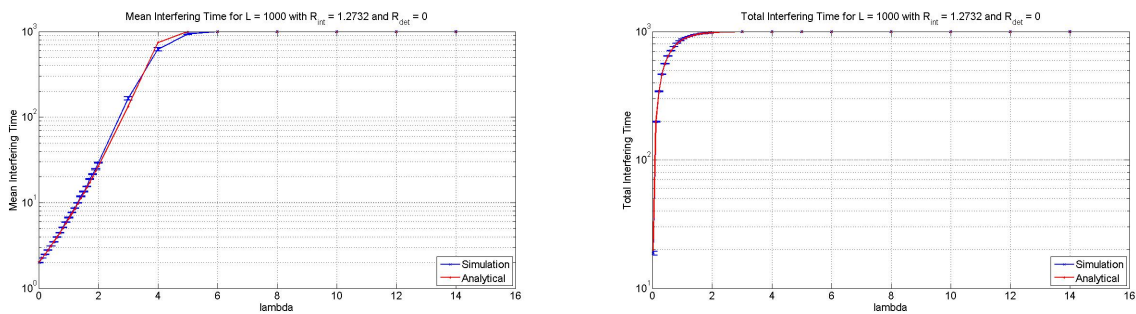 Mean Interfering Time for L = 1000 with R_int = 1.2732 and R_det = 0
10^3
10^2
10^1
10^0
Mean Interfering Time
0 2 4 6 8 10 12 14 16
lambda
Simulation
Analytical
Total Interfering Time for L = 1000 with R_int = 1.2732 and R_det = 0
10^3
10^2
10^1
Total Interfering Time
0 2 4 6 8 10 12 14 16
lambda
Simulation
Analytical